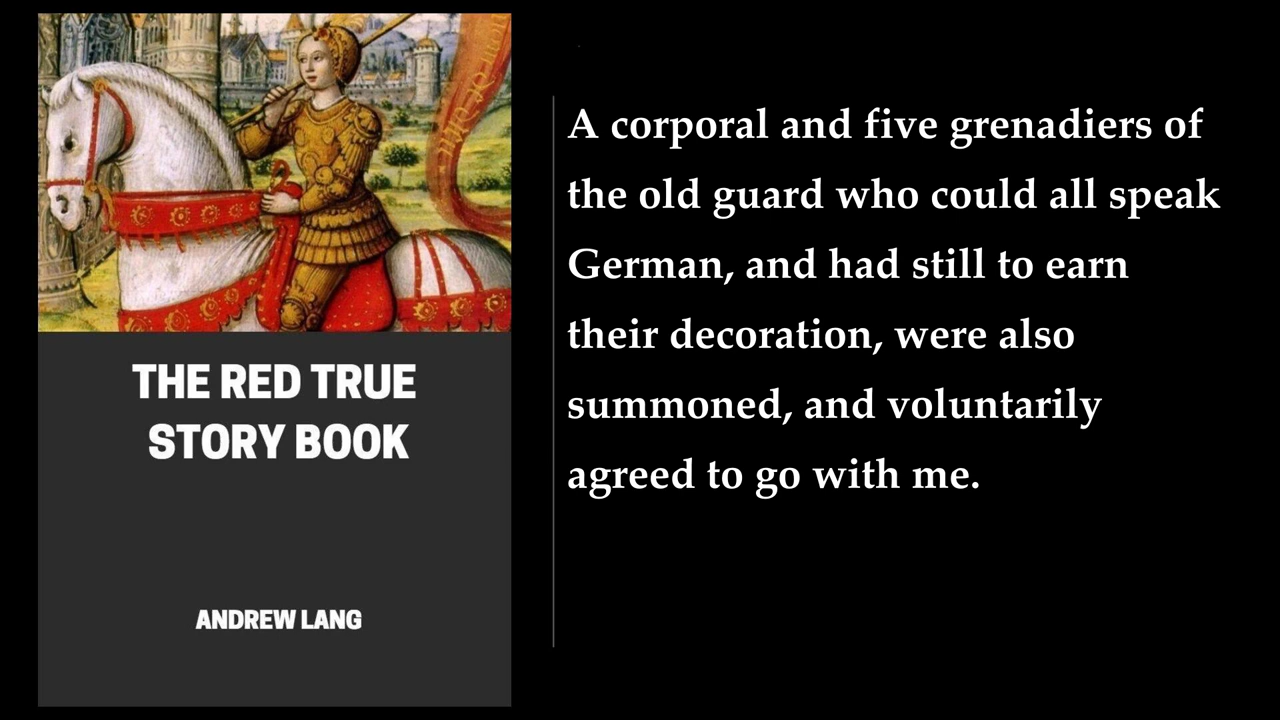 THE RED TRUE
STORY BOOK
ANDREW LANG
A corporal and five grenadiers of
the old guard who could all speak
German, and had still to earn
their decoration, were also
summoned, and voluntarily
agreed to go with me.